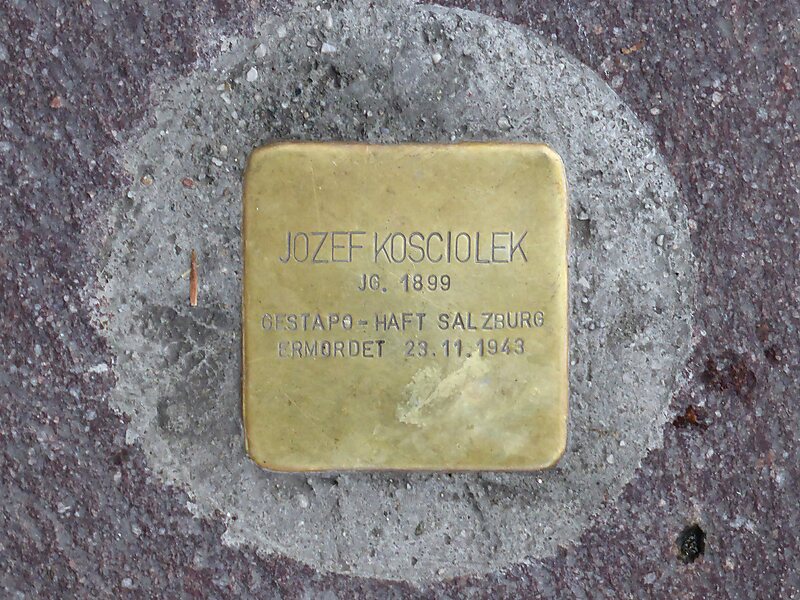 JOZEF KOSCIOLEK
JG. 1899
GESTAPO-HAFT SALZBURG
ERMORDET 23.11.1943